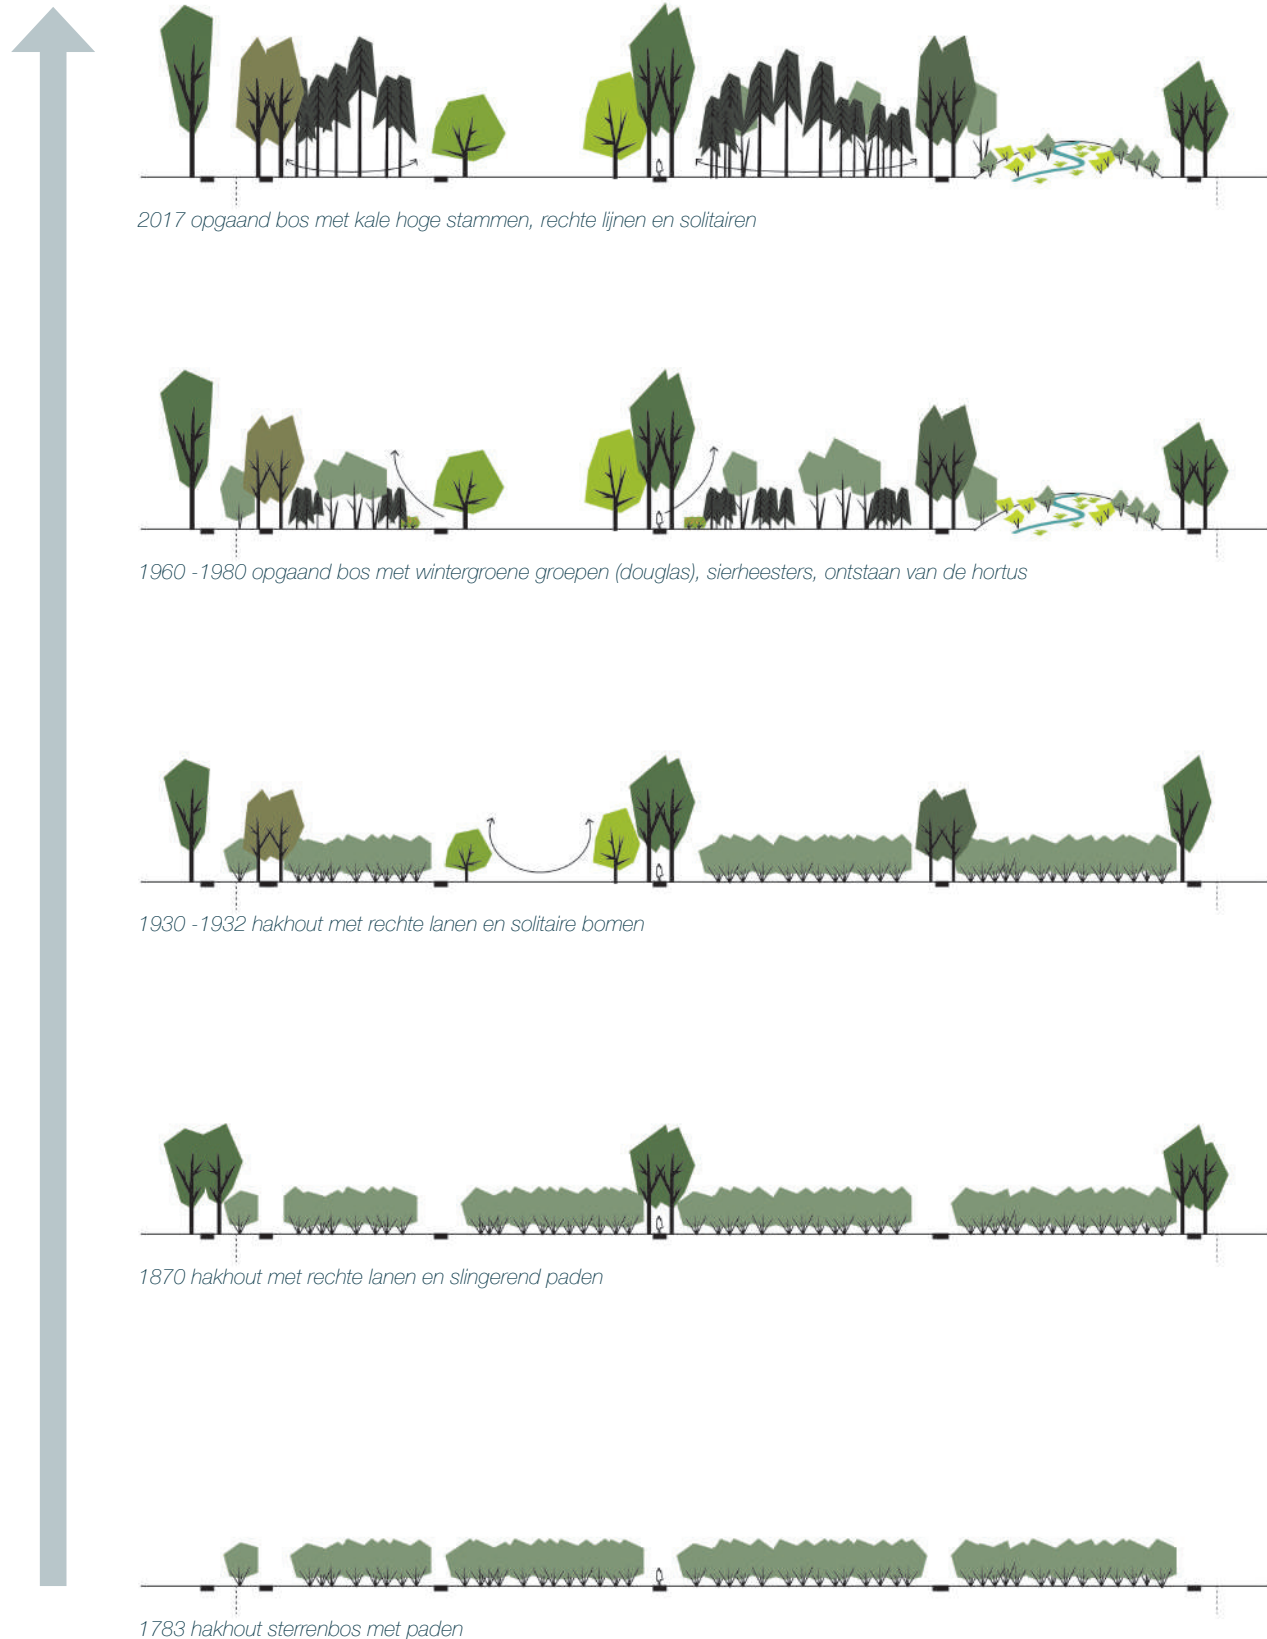 2017 opgaand bos met kale hoge stammen, rechte lijnen en solitairen
1960 -1980 opgaand bos met wintergroene groepen (douglas), sierheesters, ontstaan van de hortus
1930 -1932 hakhout met rechte lanen en solitaire bomen
1870 hakhout met rechte lanen en slingerend paden
1783 hakhout sterrenbos met paden